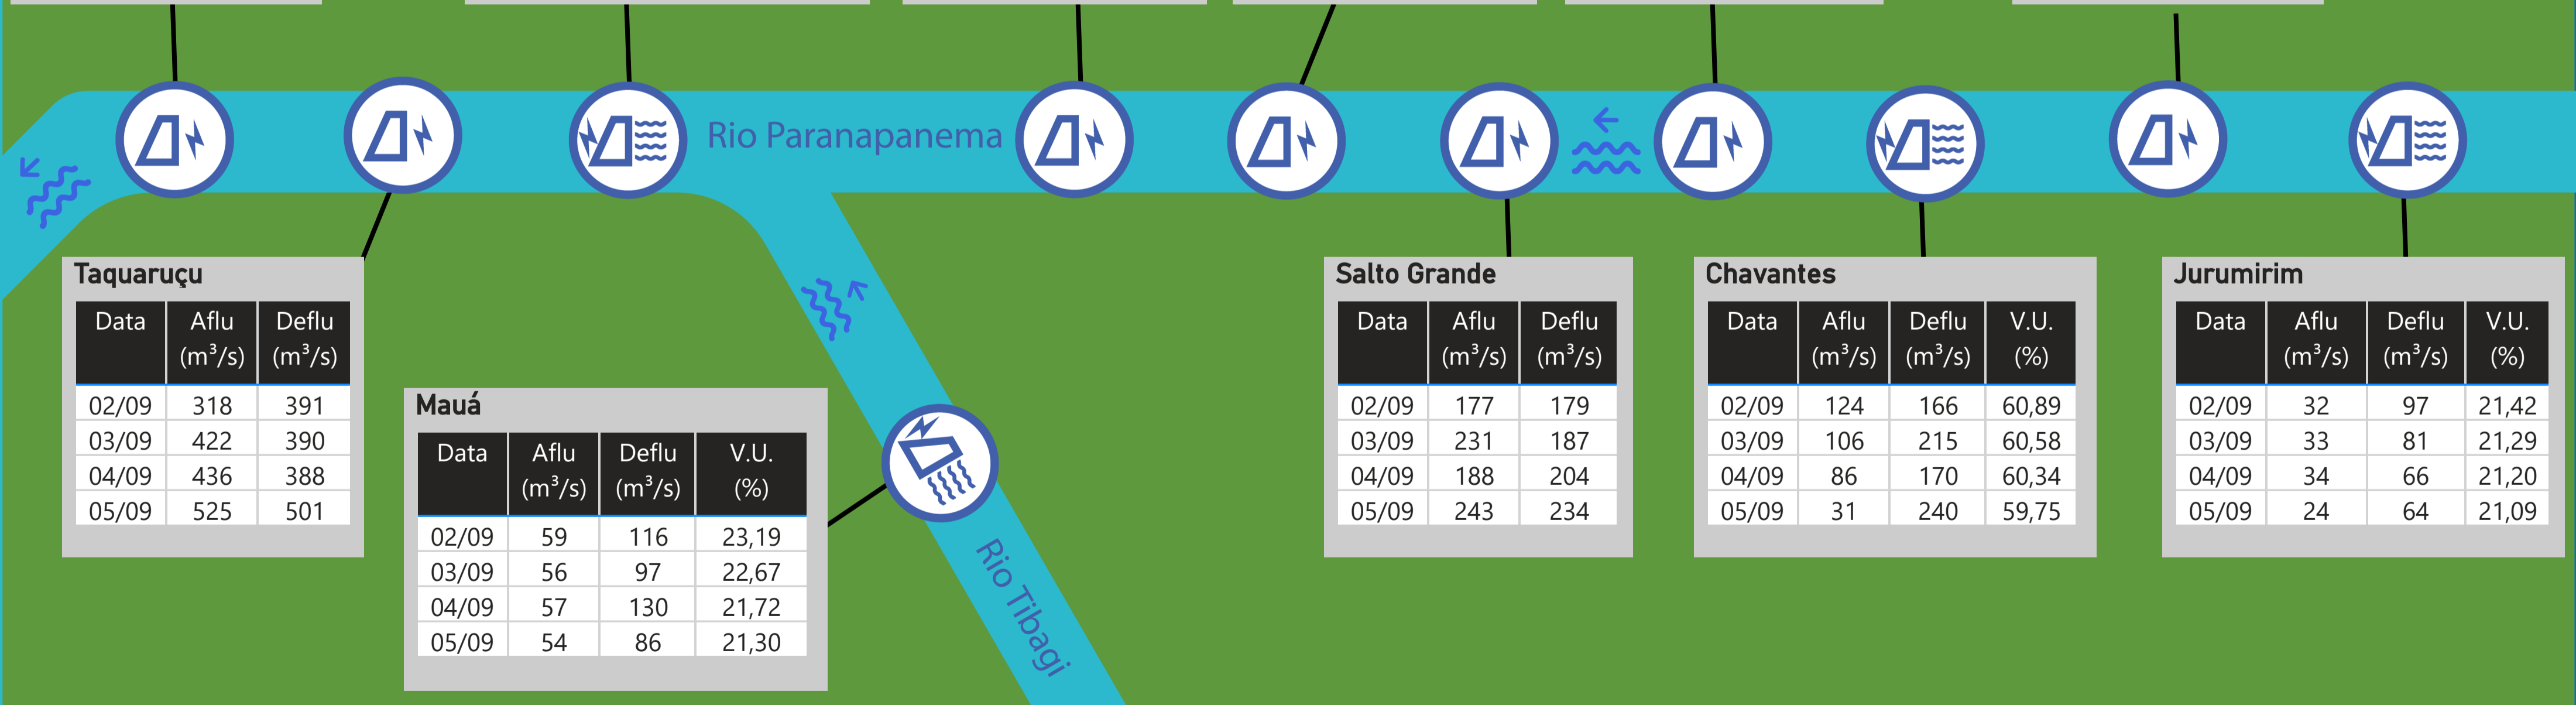 Rio Paranapanema
Taquaruçu
Data Aflu (m³/s) Deflu (m³/s)
02/09 318 391
03/09 422 390
04/09 436 388
05/09 525 501
Mauá
Data Aflu (m³/s) Deflu (m³/s) V.U. (%)
02/09 59 116 23,19
03/09 56 97 22,67
04/09 57 130 21,72
05/09 54 86 21,30
Rio Tibagi
Salto Grande
Data Aflu (m³/s) Deflu (m³/s)
02/09 177 179
03/09 231 187
04/09 188 204
05/09 243 234
Chavantes
Data Aflu (m³/s) Deflu (m³/s) V.U. (%)
02/09 124 166 60,89
03/09 106 215 60,58
04/09 86 170 60,34
05/09 31 240 59,75
Jurumirim
Data Aflu (m³/s) Deflu (m³/s) V.U. (%)
02/09 32 97 21,42
03/09 33 81 21,29
04/09 34 66 21,20
05/09 24 64 21,09